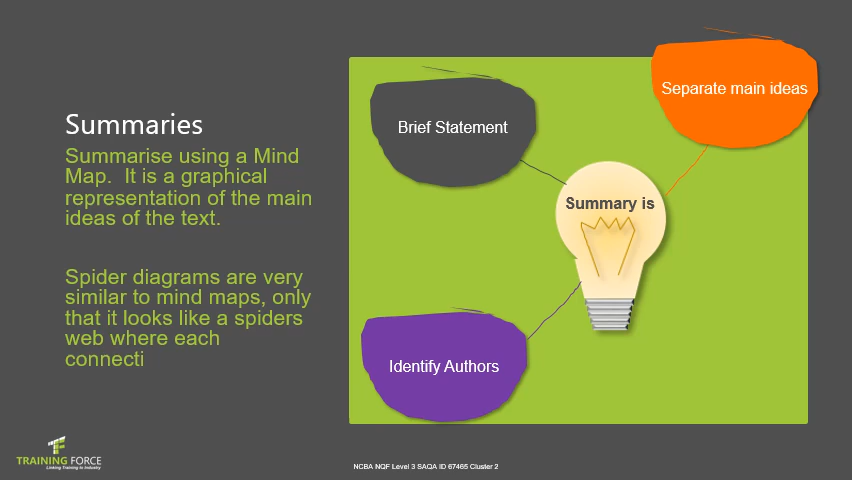 Summaries
Summarise using a Mind
Map.  It is a graphical
representation of the main
ideas of the text.
Spider diagrams are very
similar to mind maps, only
that it looks like a spiders
web where each
connecti
Separate main ideas
Brief Statement
Summary is
Identify Authors
TRAINING FORCE
Linking Training to Industry
NCBA NQF Level 3 SAQA ID 67465 Cluster 2